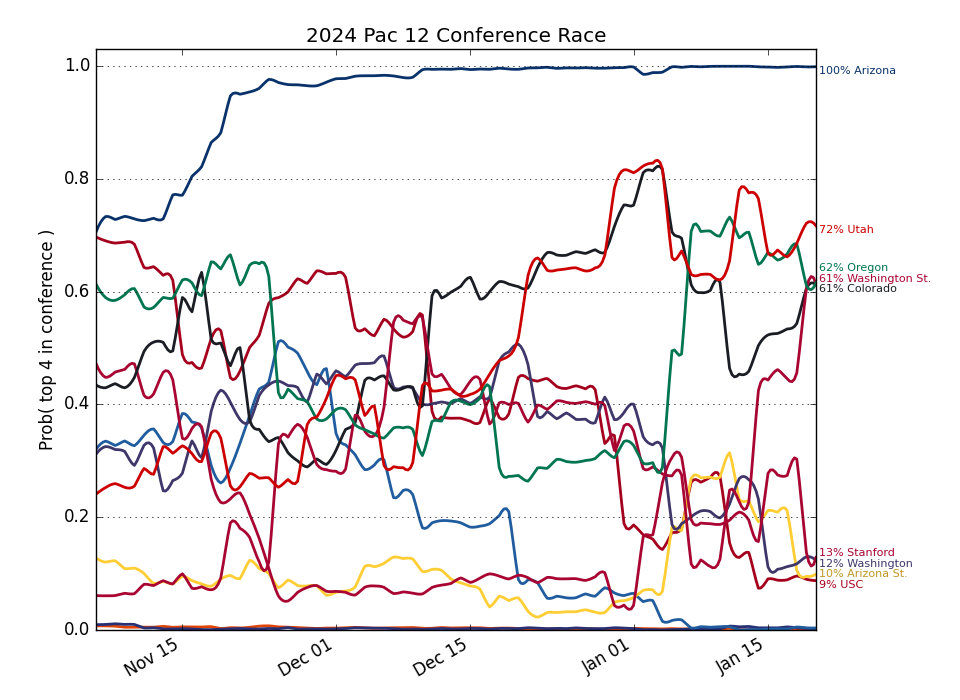 2024 Pac 12 Conference Race
Prob( top 4 in conference )
1.0
0.8
0.6
0.4
0.2
0.0
100% Arizona
72% Utah
62% Oregon
61% Washington St.
61% Colorado
13% Stanford
12% Washington
10% Arizona St.
9% USC
Nov 15
Dec 01
Dec 15
Jan 01
Jan 15